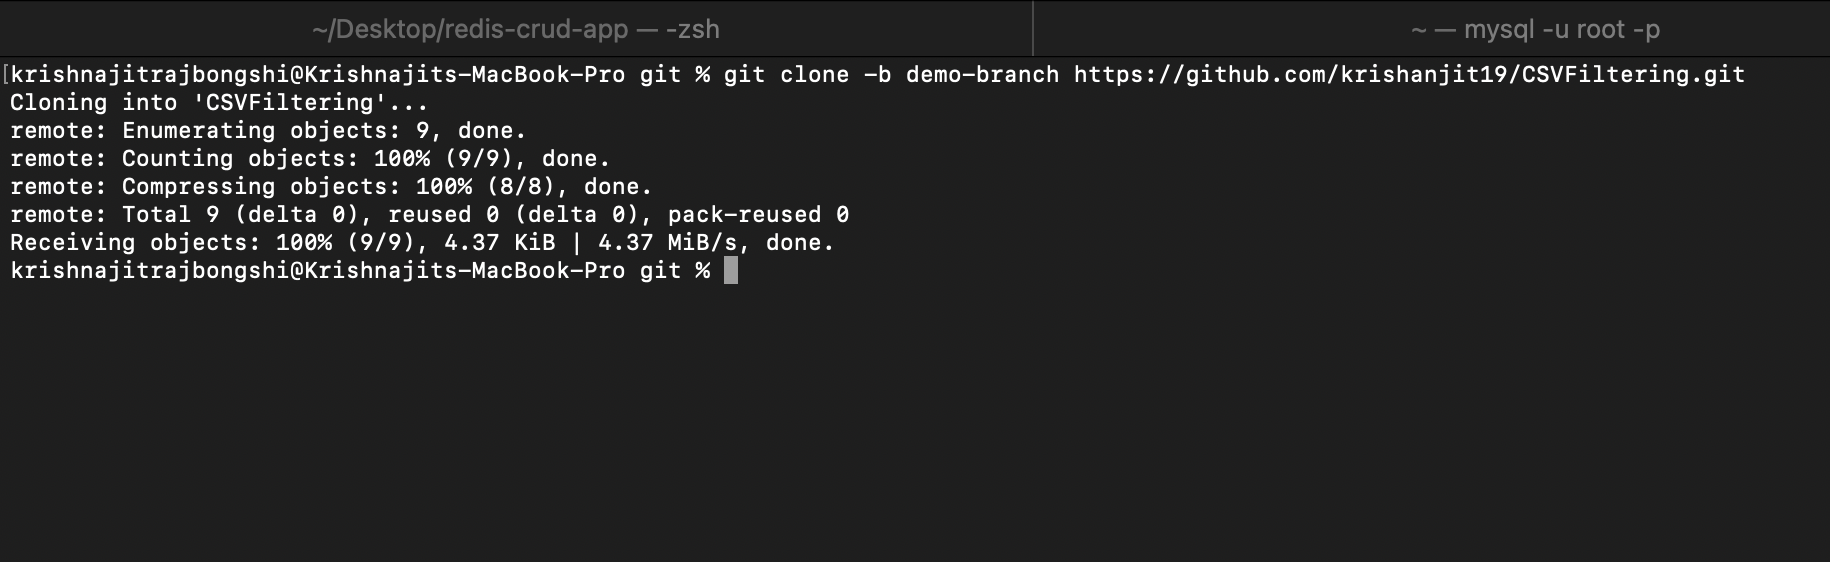 ~/Desktop/redis-crud-app — -zsh
~ — mysql -u root -p
[krishnajitrajbongshi@Krishnajits-MacBook-Pro git % git clone -b demo-branch https://github.com/krishanjit19/CSVFiltering.git
Cloning into 'CSVFiltering'...
remote: Enumerating objects: 9, done.
remote: Counting objects: 100% (9/9), done.
remote: Compressing objects: 100% (8/8), done.
remote: Total 9 (delta 0), reused 0 (delta 0), pack-reused 0
Receiving objects: 100% (9/9), 4.37 KiB | 4.37 MiB/s, done.
krishnajitrajbongshi@Krishnajits-MacBook-Pro git %